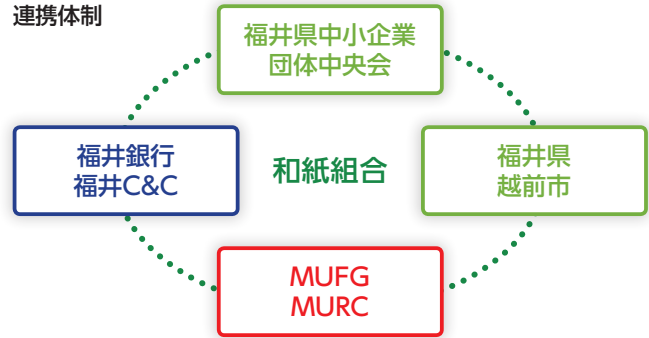 連携体制
福井県中小企業
団体中央会
福井銀行
福井C&C
和紙組合
福井県
越前市
MUFG
MURC